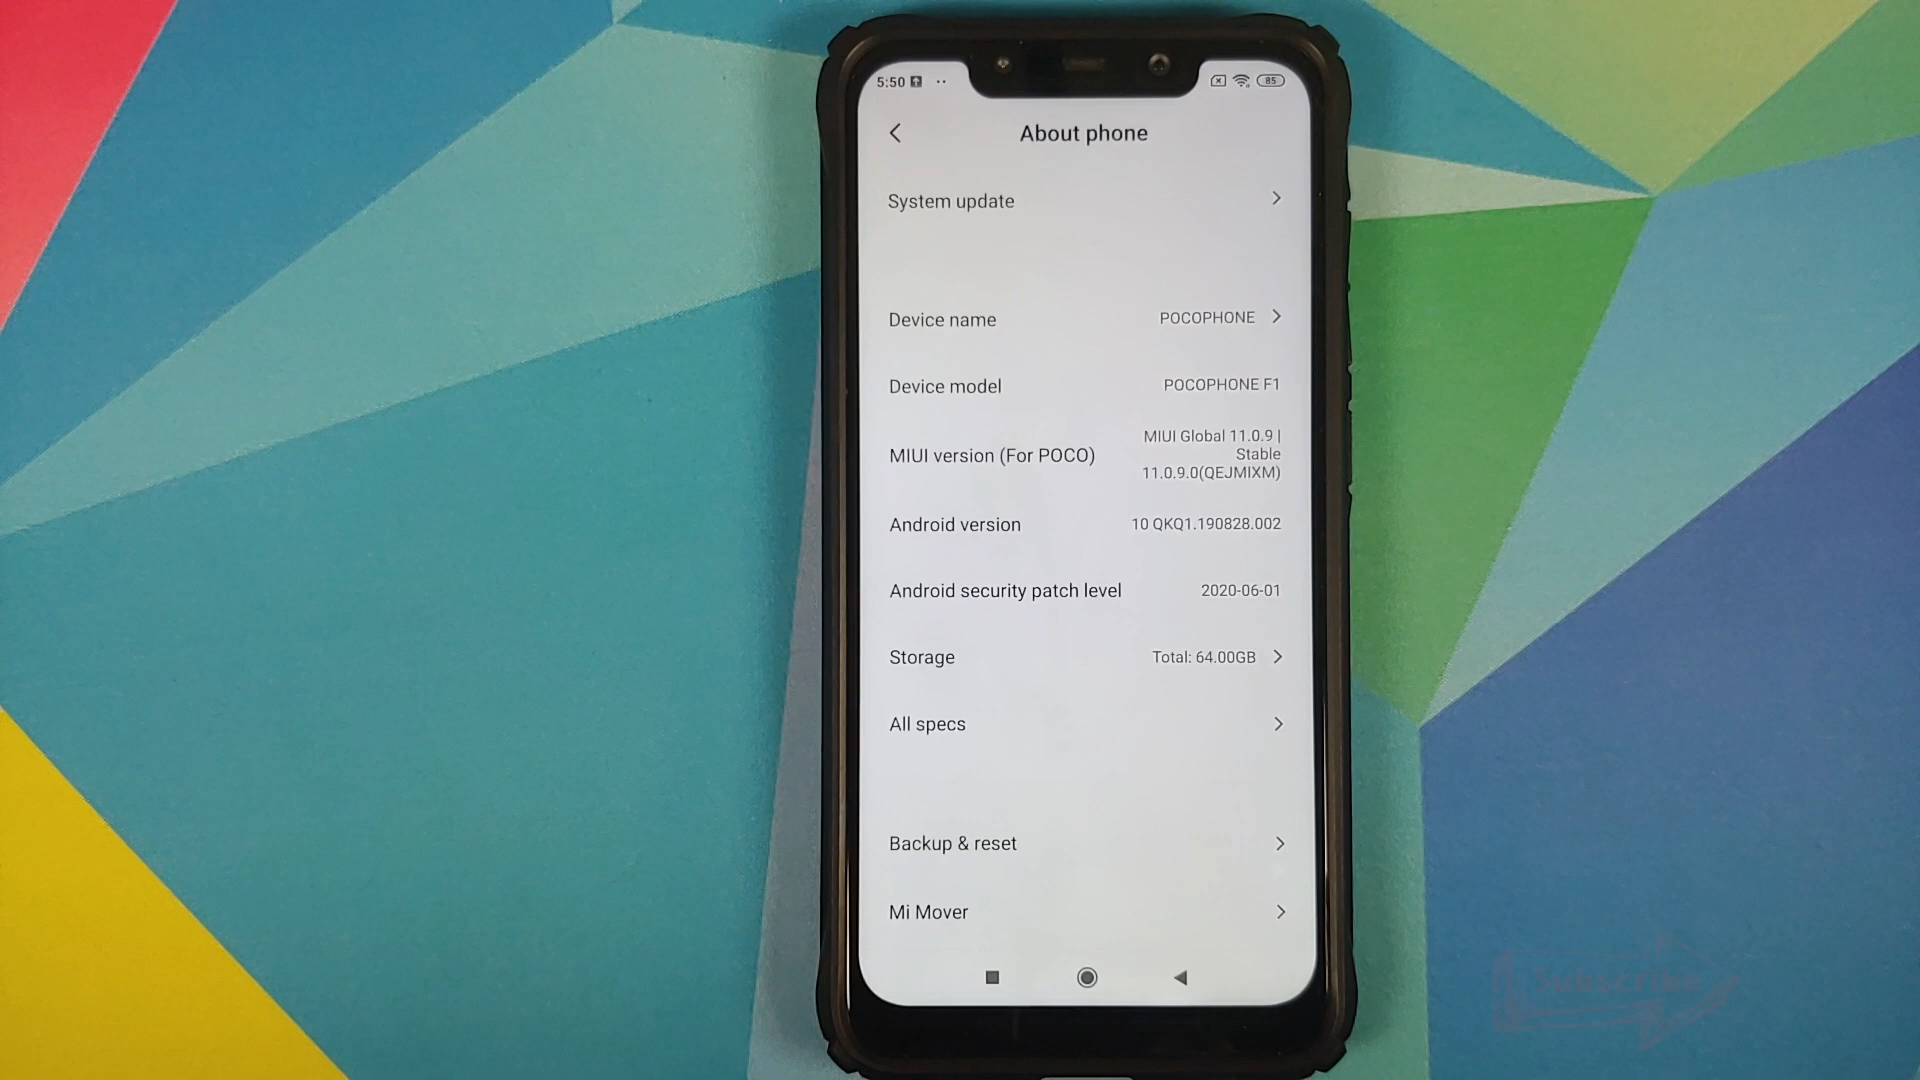 5:50
85
About phone
System update
Device name POCOPHONE
Device model POCOPHONE F1
MIUI version (For POCO) MIUI Global 11.0.9 |
Stable
11.0.9.0(QEJMIXM)
Android version 10 QKQ1.190828.002
Android security patch level 2020-06-01
Storage Total: 64.00GB
All specs
Backup & reset
Mi Mover
Subscribe